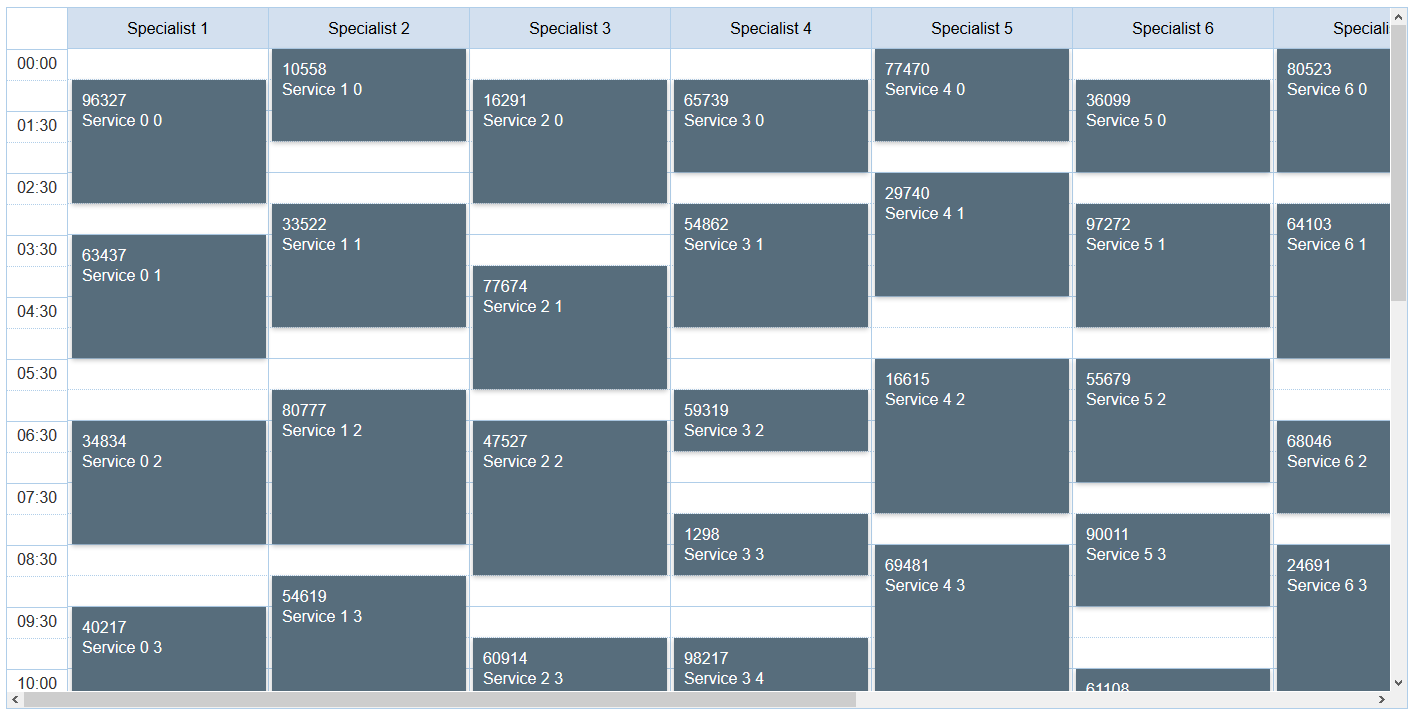 Specialist 1
Specialist 2
Specialist 3
Specialist 4
Specialist 5
Specialist 6
00:00
01:30
02:30
03:30
04:30
05:30
06:30
07:30
08:30
09:30
10:00
96327
Service 0 0
63437
Service 0 1
34834
Service 0 2
40217
Service 0 3
10558
Service 1 0
33522
Service 1 1
80777
Service 1 2
54619
Service 1 3
16291
Service 2 0
77674
Service 2 1
47527
Service 2 2
60914
Service 2 3
65739
Service 3 0
54862
Service 3 1
59319
Service 3 2
1298
Service 3 3
98217
Service 3 4
77470
Service 4 0
29740
Service 4 1
16615
Service 4 2
69481
Service 4 3
36099
Service 5 0
97272
Service 5 1
55679
Service 5 2
90011
Service 5 3
61108
80523
Service 6 0
64103
Service 6 1
68046
Service 6 2
24691
Service 6 3